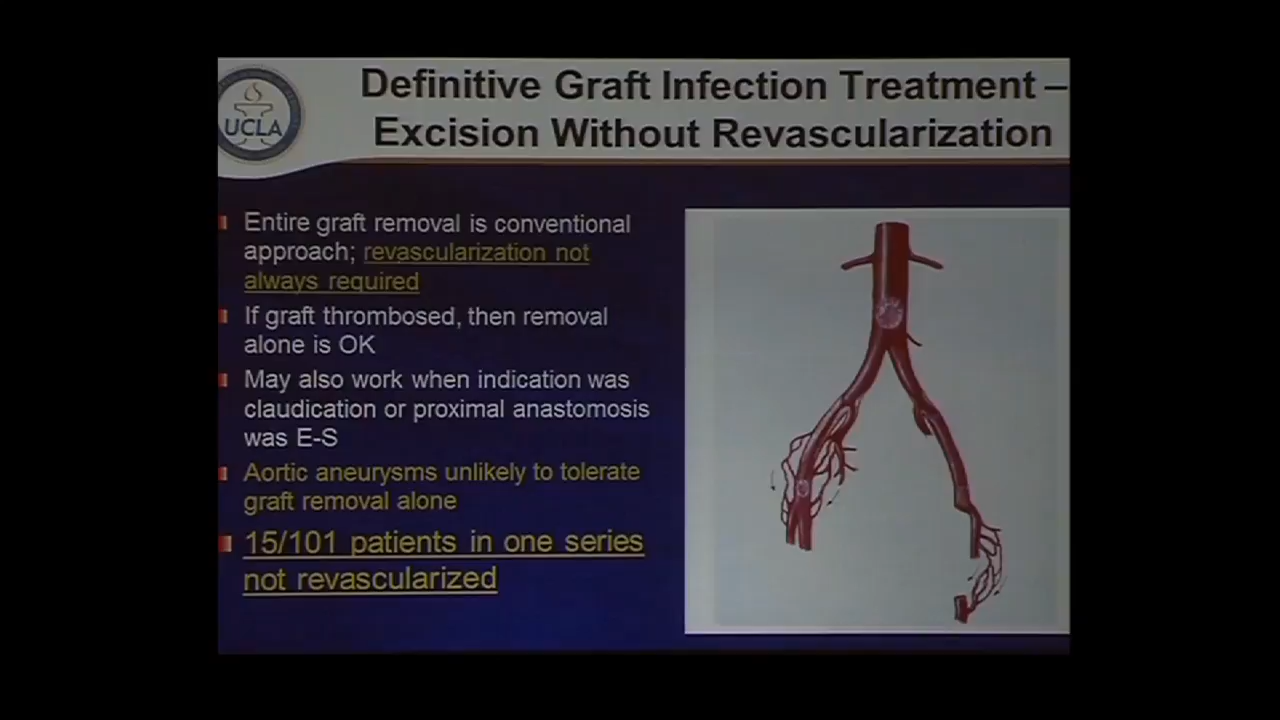 UCLA
Definitive Graft Infection Treatment –
Excision Without Revascularization
Entire graft removal is conventional
approach; revascularization not
always required
If graft thrombosed, then removal
alone is OK
May also work when indication was
claudication or proximal anastomosis
was E-S
Aortic aneurysms unlikely to tolerate
graft removal alone
15/101 patients in one series
not revascularized